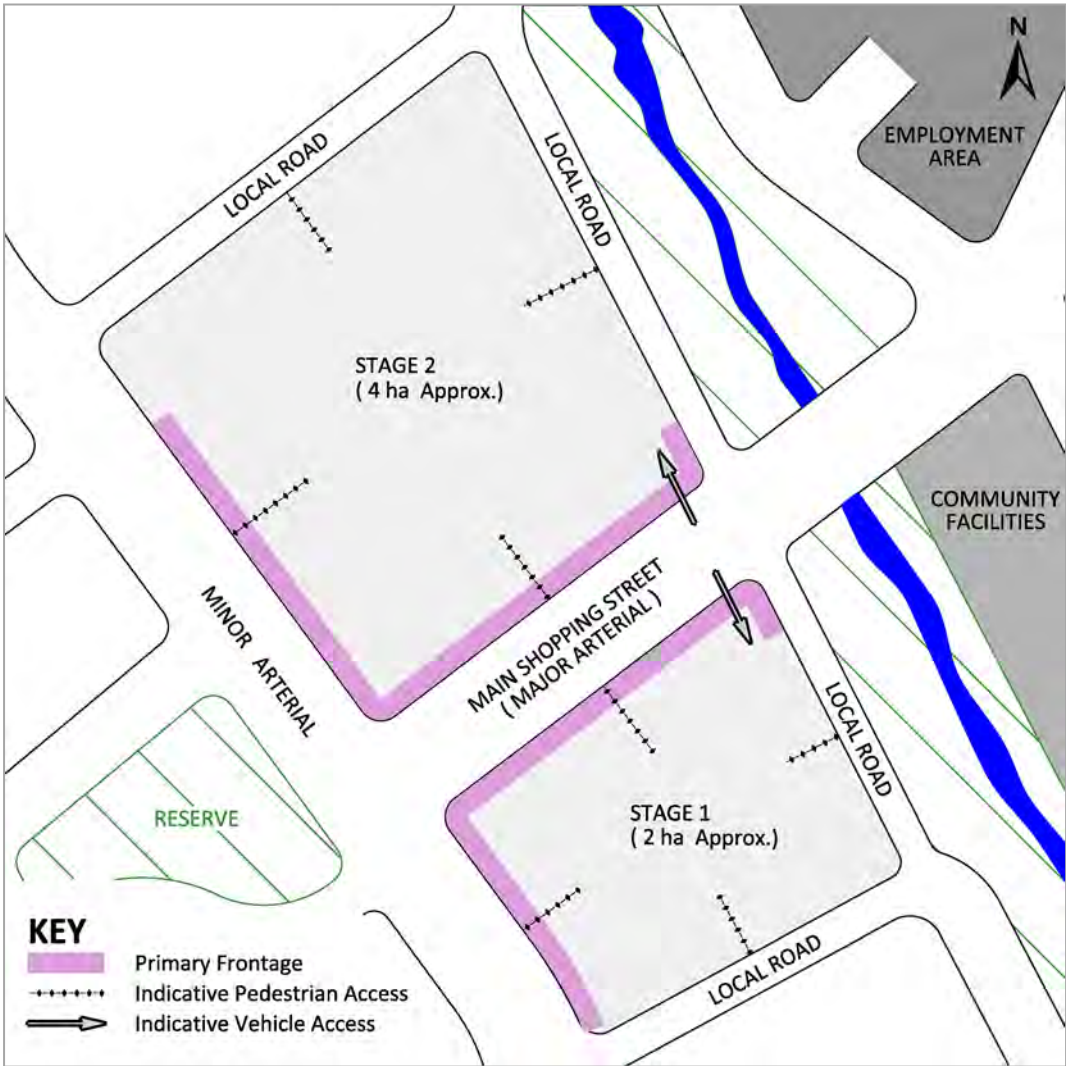 N
EMPLOYMENT
AREA
LOCAL ROAD
LOCAL ROAD
STAGE 2
( 4 ha Approx.)
COMMUNITY
FACILITIES
MINOR ARTERIAL
MAIN SHOPPING STREET
( MAJOR ARTERIAL )
LOCAL ROAD
RESERVE
STAGE 1
( 2 ha Approx.)
LOCAL ROAD
KEY
Primary Frontage
Indicative Pedestrian Access
Indicative Vehicle Access